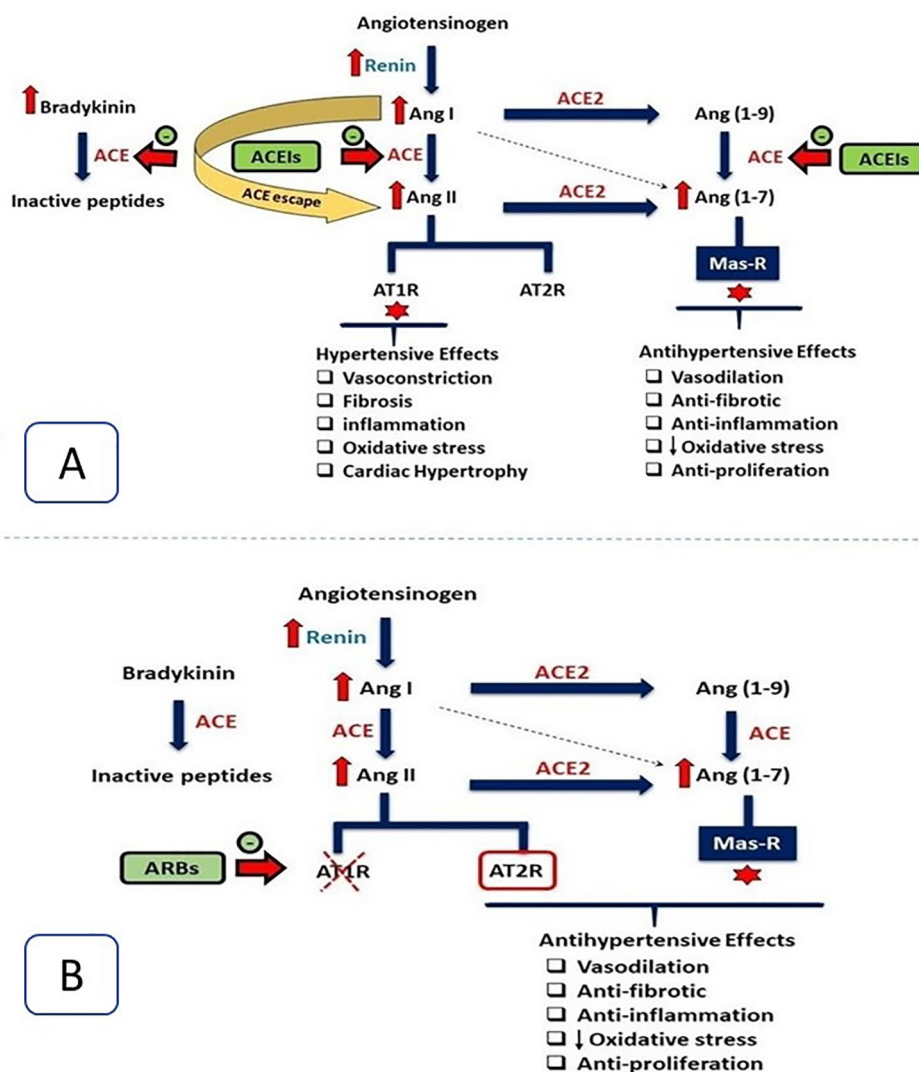 Angiotensinogen
Renin
Bradykinin
Ang I
ACE2
Ang (1-9)
ACE
-
ACEIs
-
ACE
ACE
-
ACEIs
Inactive peptides
ACE escape
Ang II
ACE2
Ang (1-7)
Mas-R
AT1R
AT2R
Hypertensive Effects
❑ Vasoconstriction
❑ Fibrosis
❑ inflammation
❑ Oxidative stress
❑ Cardiac Hypertrophy
Antihypertensive Effects
❑ Vasodilation
❑ Anti-fibrotic
❑ Anti-inflammation
❑ ↓Oxidative stress
❑ Anti-proliferation
A
Angiotensinogen
Renin
Bradykinin
Ang I
ACE2
Ang (1-9)
ACE
ACE
ACE
Inactive peptides
Ang II
ACE2
Ang (1-7)
Mas-R
ARBs
-
AT1R
AT2R
Antihypertensive Effects
❑ Vasodilation
❑ Anti-fibrotic
❑ Anti-inflammation
❑ ↓Oxidative stress
❑ Anti-proliferation
B